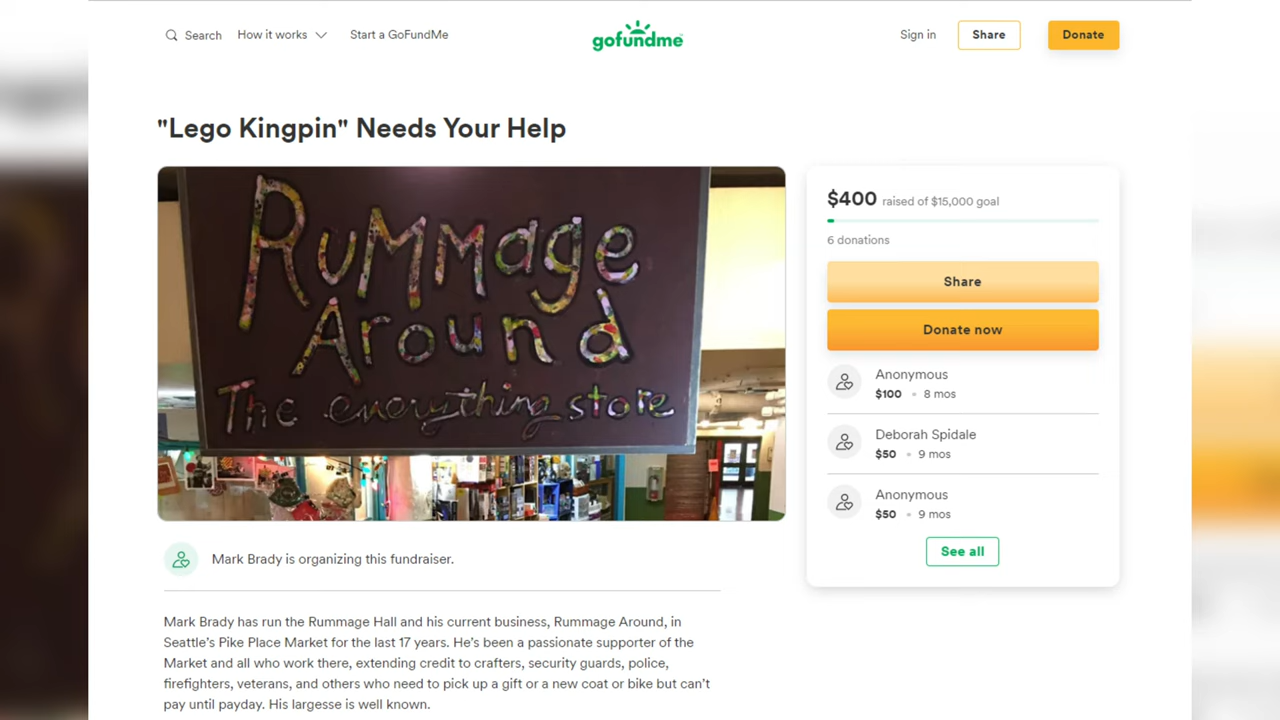 Search How it works Start a GoFundMe gofundme Sign in Share Donate
"Lego Kingpin" Needs Your Help
Rummage
Around
The everything store
$400 raised of $15,000 goal
6 donations
Share
Donate now
Anonymous
$100 • 8 mos
Deborah Spidale
$50 • 9 mos
Anonymous
$50 • 9 mos
See all
Mark Brady is organizing this fundraiser.
Mark Brady has run the Rummage Hall and his current business, Rummage Around, in
Seattle's Pike Place Market for the last 17 years. He's been a passionate supporter of the
Market and all who work there, extending credit to crafters, security guards, police,
firefighters, veterans, and others who need to pick up a gift or a new coat or bike but can't
pay until payday. His largesse is well known.